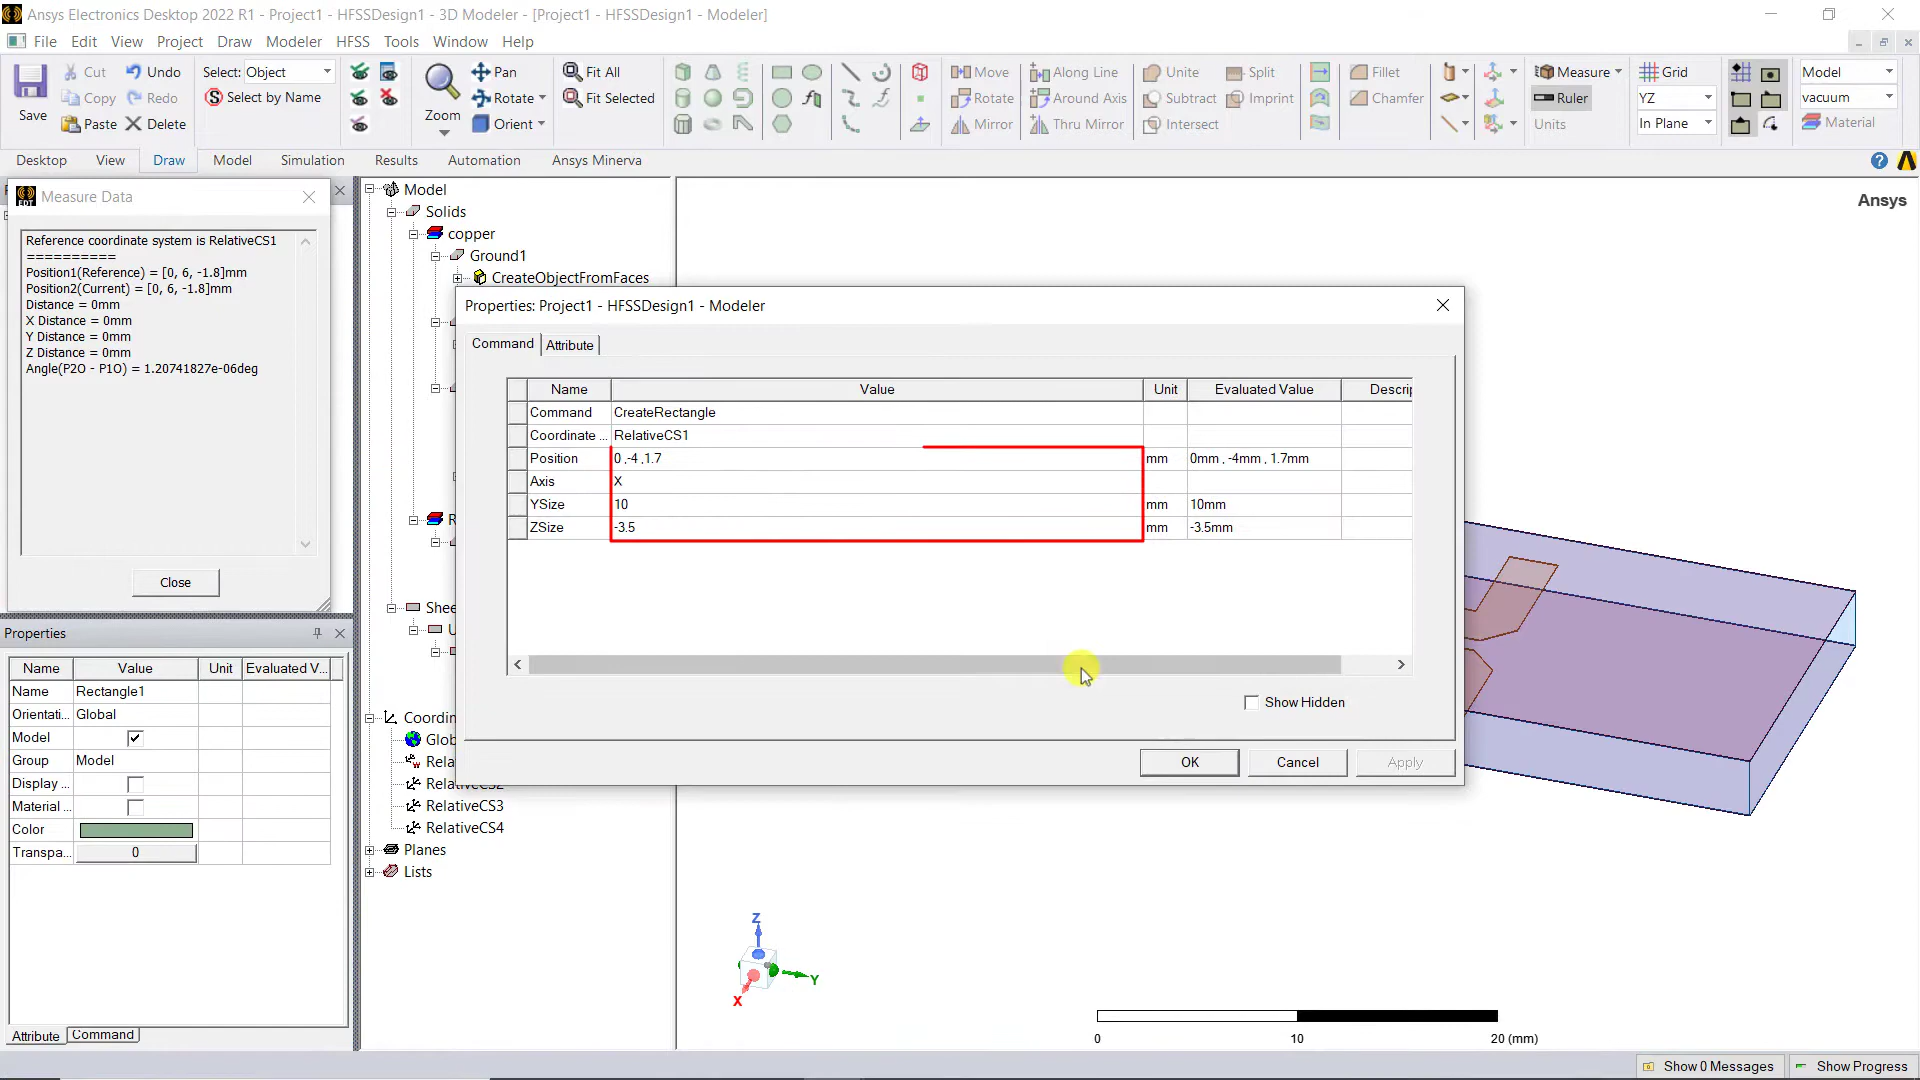 Ansys Electronics Desktop 2022 R1 - Project1 - HFSSDesign1 - 3D Modeler - [Project1 - HFSSDesign1 - Modeler]
File Edit View Project Draw Modeler HFSS Tools Window Help
Save
Cut Undo
Copy Redo
Paste Delete
Select: Object
Select by Name
Zoom
Pan Fit All
Rotate Fit Selected
Orient
Move Along Line Unite Split Fillet
Rotate Around Axis Subtract Imprint Chamfer
Mirror Thru Mirror Intersect
Measure Grid Model
Ruler YZ vacuum
Units In Plane Material
Desktop View Draw Model Simulation Results Automation Ansys Minerva
EDT
Measure Data
Reference coordinate system is RelativeCS1
==========
Position1(Reference) = [0, 6, -1.8]mm
Position2(Current) = [0, 6, -1.8]mm
Distance = 0mm
X Distance = 0mm
Y Distance = 0mm
Z Distance = 0mm
Angle(P2O - P1O) = 1.20741827e-06deg
Close
Properties
Name Value Unit Evaluated V...
Name Rectangle1
Orientati... Global
Model
Group Model
Display ...
Material ...
Color
Transpa... 0
Attribute Command
Model
Solids
copper
Ground1
CreateObjectFromFaces
R
Shee
U
Coordin
Glob
Rela
RelativeCS2
RelativeCS3
RelativeCS4
Planes
Lists
Properties: Project1 - HFSSDesign1 - Modeler
Command Attribute
Name Value Unit Evaluated Value Descrip
Command CreateRectangle
Coordinate ... RelativeCS1
Position 0 ,-4 ,1.7 mm 0mm , -4mm , 1.7mm
Axis X
YSize 10 mm 10mm
ZSize -3.5 mm -3.5mm
Show Hidden
OK Cancel Apply
Ansys
Z
Y
X
0 10 20 (mm)
Show 0 Messages Show Progress